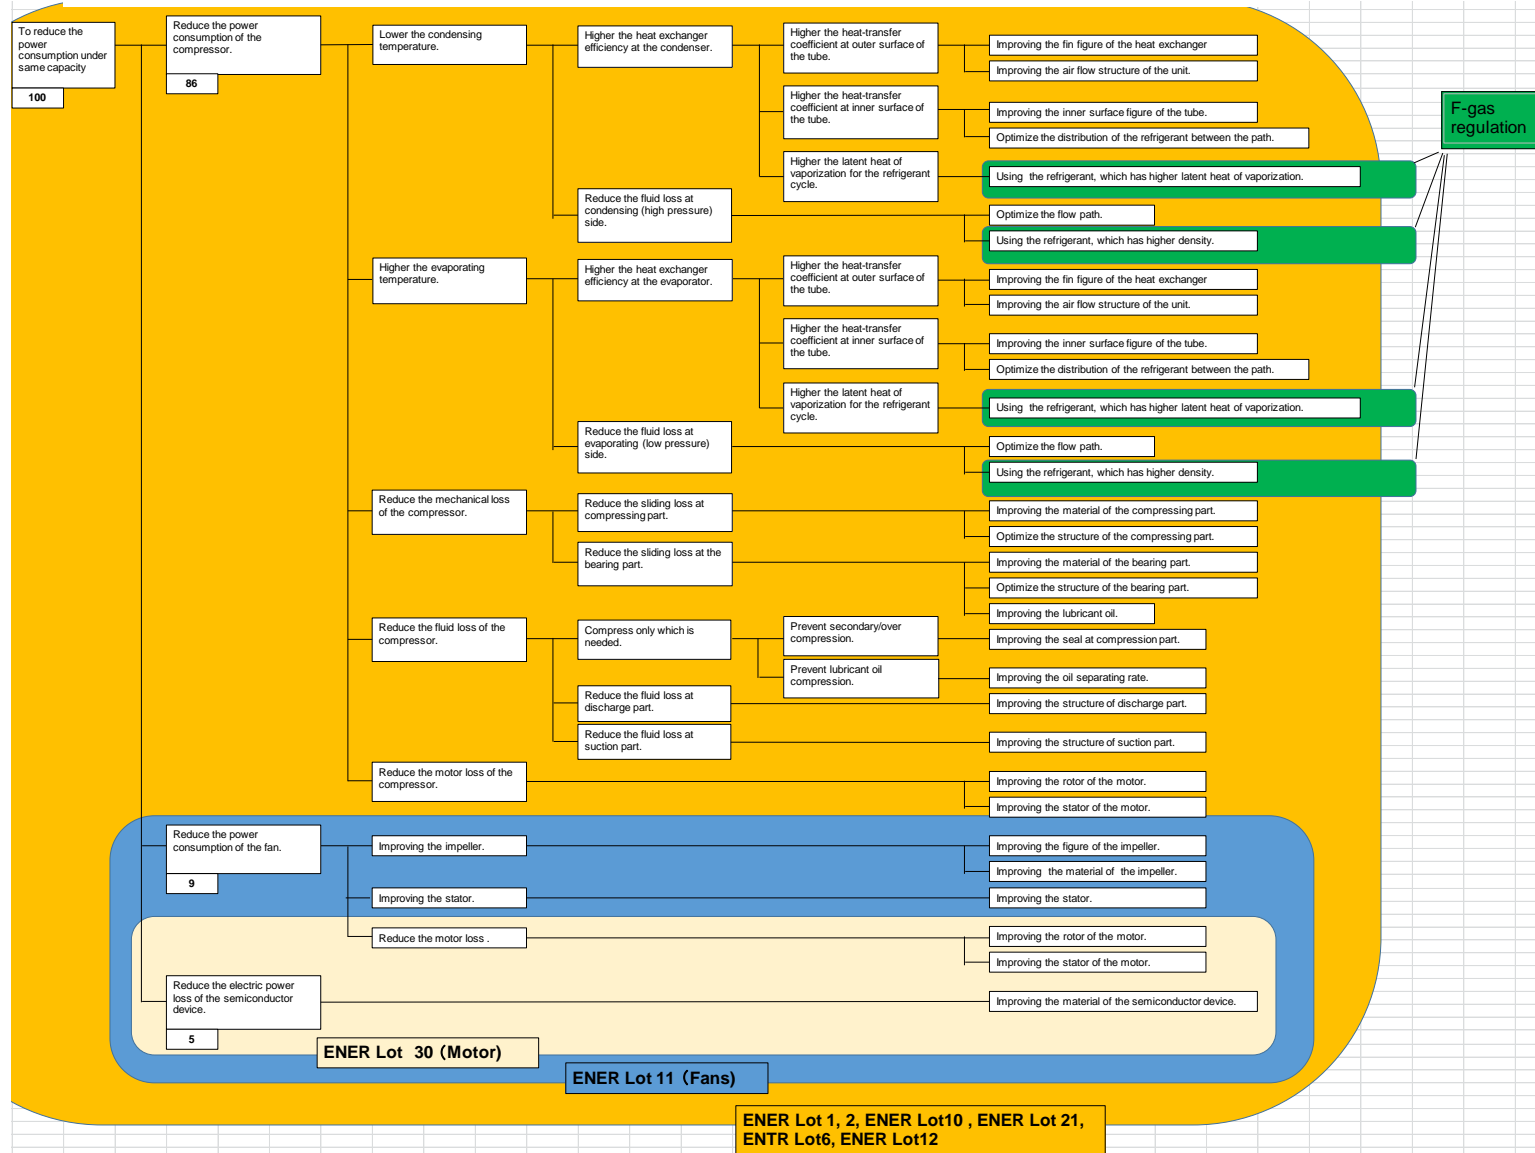 To reduce the
power
consumption under
same capacity
100
Reduce the power
consumption of the
compressor.
86
Lower the condensing
temperature.
Higher the heat exchanger
efficiency at the condenser.
Higher the heat-transfer
coefficient at outer surface of
the tube.
Improving the fin figure of the heat exchanger
Improving the air flow structure of the unit.
Higher the heat-transfer
coefficient at inner surface of
the tube.
Improving the inner surface figure of the tube.
Optimize the distribution of the refrigerant between the path.
Higher the latent heat of
vaporization for the refrigerant
cycle.
Using the refrigerant, which has higher latent heat of vaporization.
F-gas
regulation
Reduce the fluid loss at
condensing (high pressure)
side.
Optimize the flow path.
Using the refrigerant, which has higher density.
Higher the evaporating
temperature.
Higher the heat exchanger
efficiency at the evaporator.
Higher the heat-transfer
coefficient at outer surface of
the tube.
Improving the fin figure of the heat exchanger
Improving the air flow structure of the unit.
Higher the heat-transfer
coefficient at inner surface of
the tube.
Improving the inner surface figure of the tube.
Optimize the distribution of the refrigerant between the path.
Higher the latent heat of
vaporization for the refrigerant
cycle.
Using the refrigerant, which has higher latent heat of vaporization.
Reduce the fluid loss at
evaporating (low pressure)
side.
Optimize the flow path.
Using the refrigerant, which has higher density.
Reduce the mechanical loss
of the compressor.
Reduce the sliding loss at
compressing part.
Improving the material of the compressing part.
Optimize the structure of the compressing part.
Reduce the sliding loss at the
bearing part.
Improving the material of the bearing part.
Optimize the structure of the bearing part.
Improving the lubricant oil.
Reduce the fluid loss of the
compressor.
Compress only which is
needed.
Prevent secondary/over
compression.
Improving the seal at compression part.
Prevent lubricant oil
compression.
Improving the oil separating rate.
Reduce the fluid loss at
discharge part.
Improving the structure of discharge part.
Reduce the fluid loss at
suction part.
Improving the structure of suction part.
Reduce the motor loss of the
compressor.
Improving the rotor of the motor.
Improving the stator of the motor.
Reduce the power
consumption of the fan.
9
Improving the impeller.
Improving the figure of the impeller.
Improving the material of the impeller.
Improving the stator.
Improving the stator.
Reduce the motor loss .
Improving the rotor of the motor.
Improving the stator of the motor.
Reduce the electric power
loss of the semiconductor
device.
5
Improving the material of the semiconductor device.
ENER Lot 30 (Motor)
ENER Lot 11 (Fans)
ENER Lot 1, 2, ENER Lot10 , ENER Lot 21,
ENTR Lot6, ENER Lot12